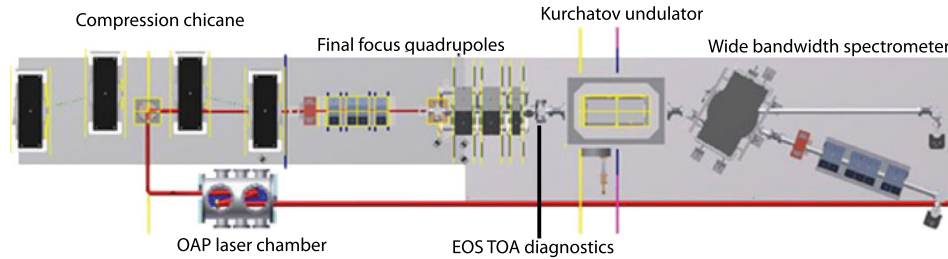 Compression chicane
Kurchatov undulator
Final focus quadrupoles
Wide bandwidth spectrometer
OAP laser chamber
EOS TOA diagnostics